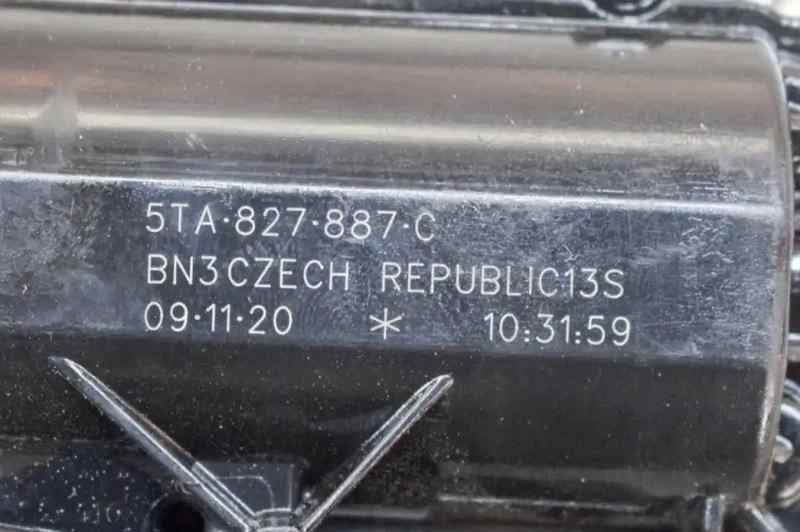 5TA·827·887·C
BN3CZECH REPUBLIC13S
09·11·20 * 10:31:59